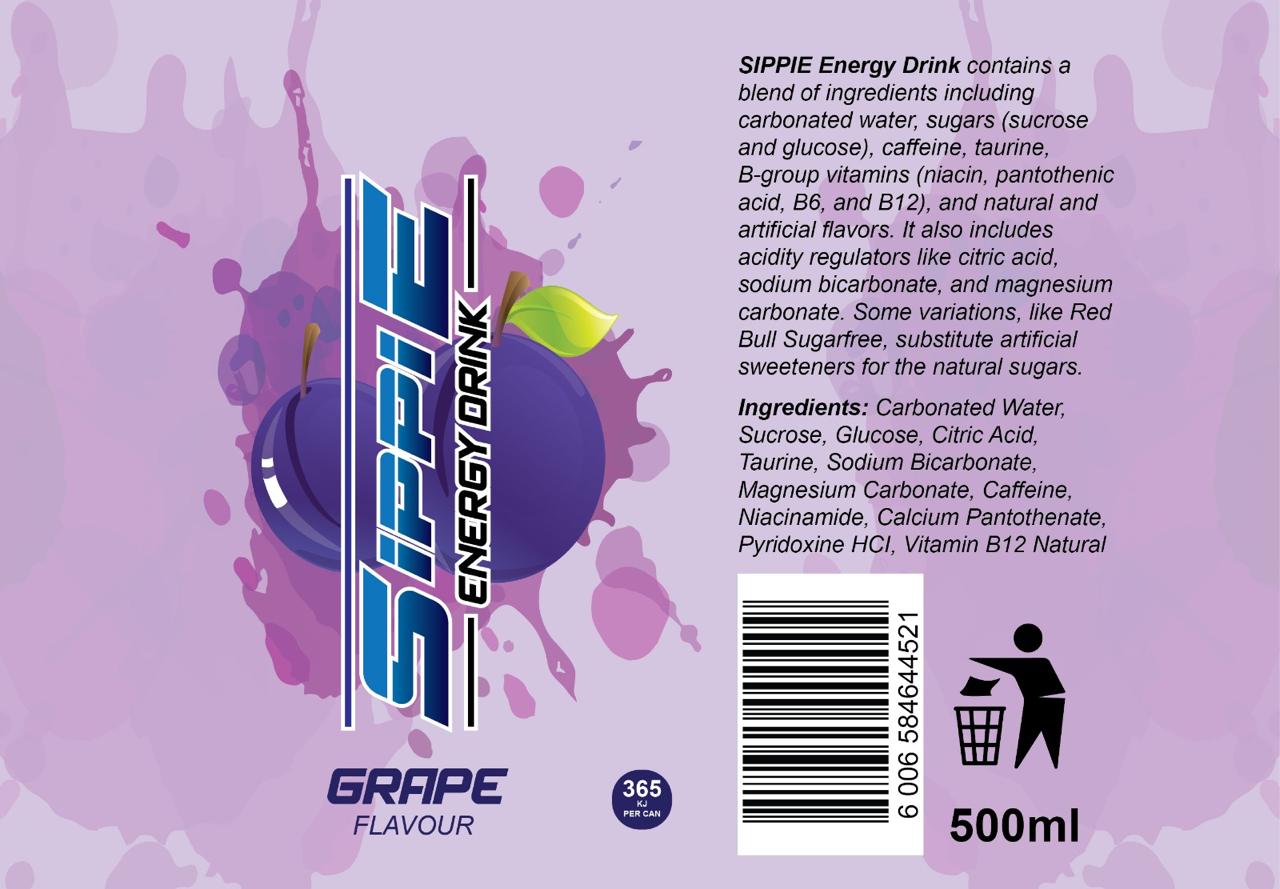 SiPPiE
ENERGY DRINK
GRAPE
FLAVOUR
365
KJ
PER CAN
SIPPIE Energy Drink contains a
blend of ingredients including
carbonated water, sugars (sucrose
and glucose), caffeine, taurine,
B-group vitamins (niacin, pantothenic
acid, B6, and B12), and natural and
artificial flavors. It also includes
acidity regulators like citric acid,
sodium bicarbonate, and magnesium
carbonate. Some variations, like Red
Bull Sugarfree, substitute artificial
sweeteners for the natural sugars.
Ingredients: Carbonated Water,
Sucrose, Glucose, Citric Acid,
Taurine, Sodium Bicarbonate,
Magnesium Carbonate, Caffeine,
Niacinamide, Calcium Pantothenate,
Pyridoxine HCl, Vitamin B12 Natural
6 006 584644521
500ml